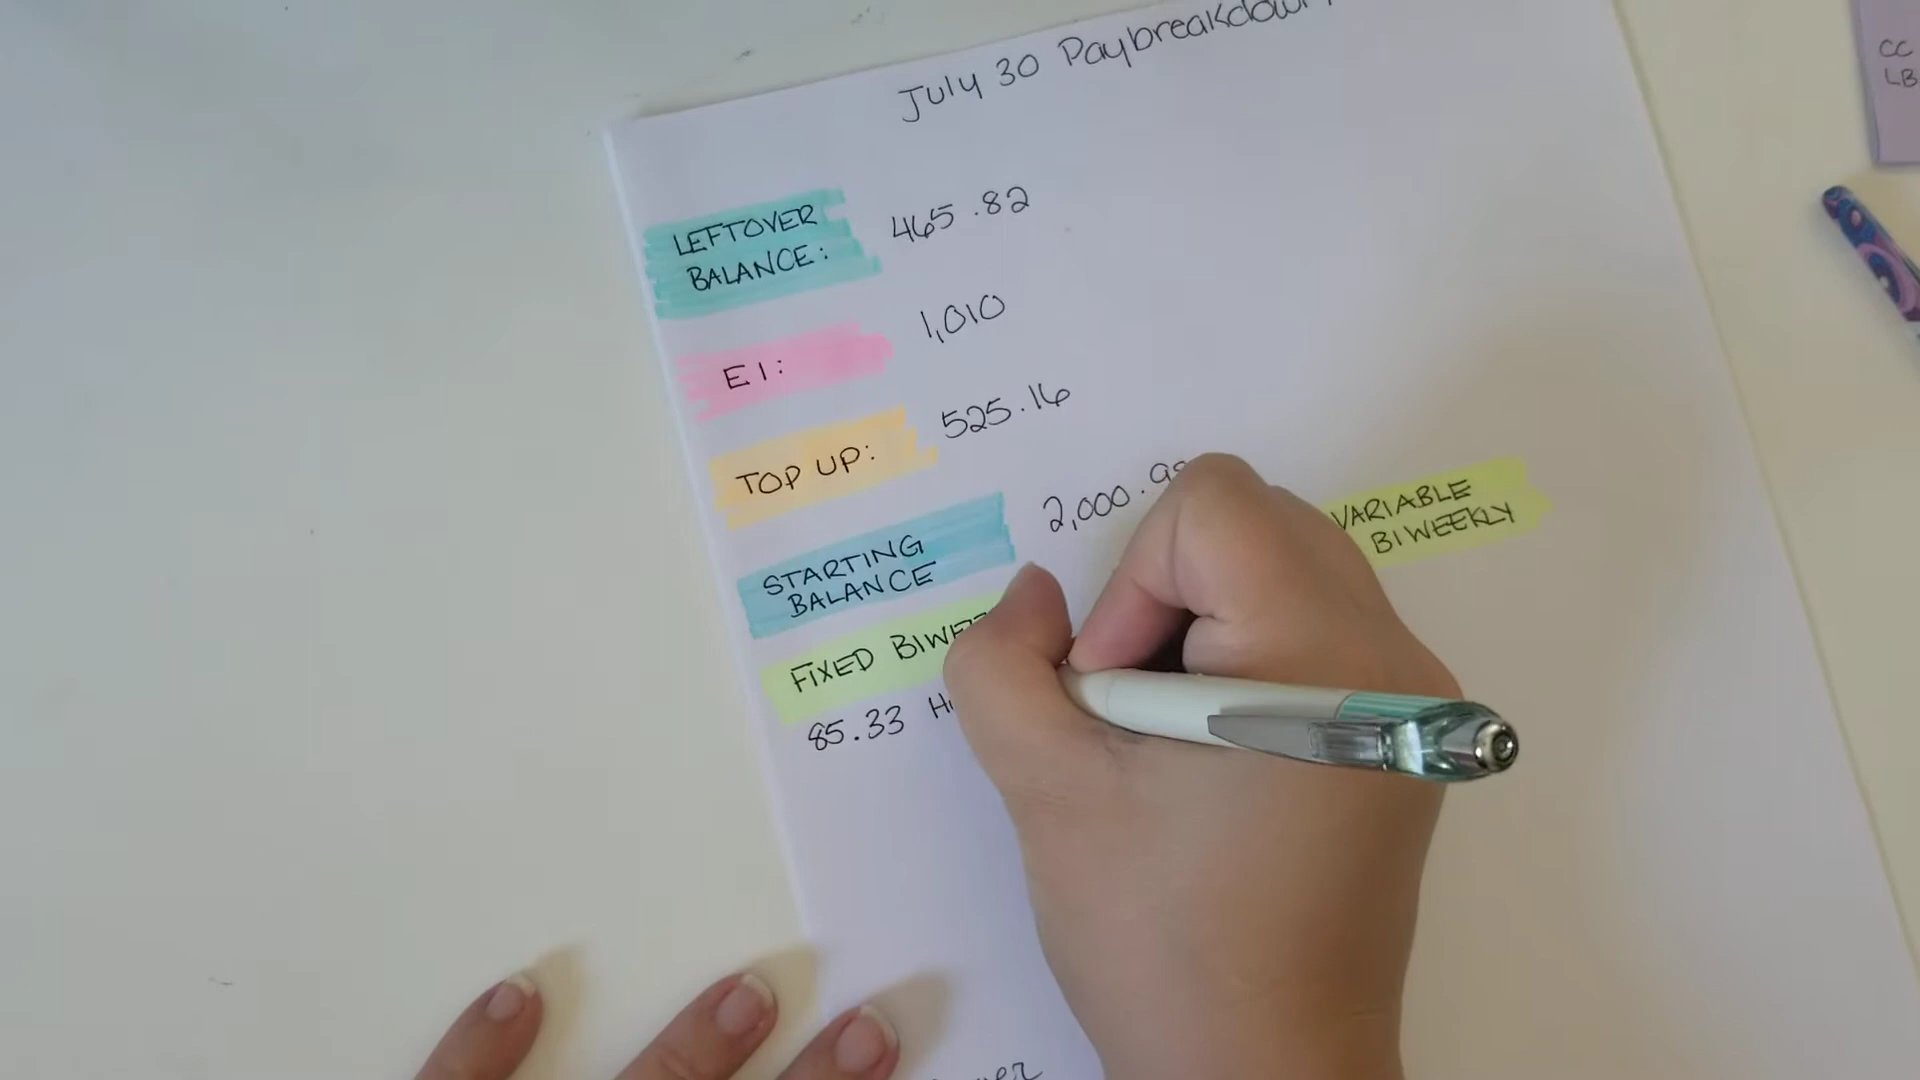 July 30 Paybreakdown
LEFTOVER
BALANCE:
465.82
EI:
1,010
TOP UP:
525.16
STARTING
BALANCE
2,000.98
VARIABLE
BIWEEKLY
FIXED
85.33
CC
LB